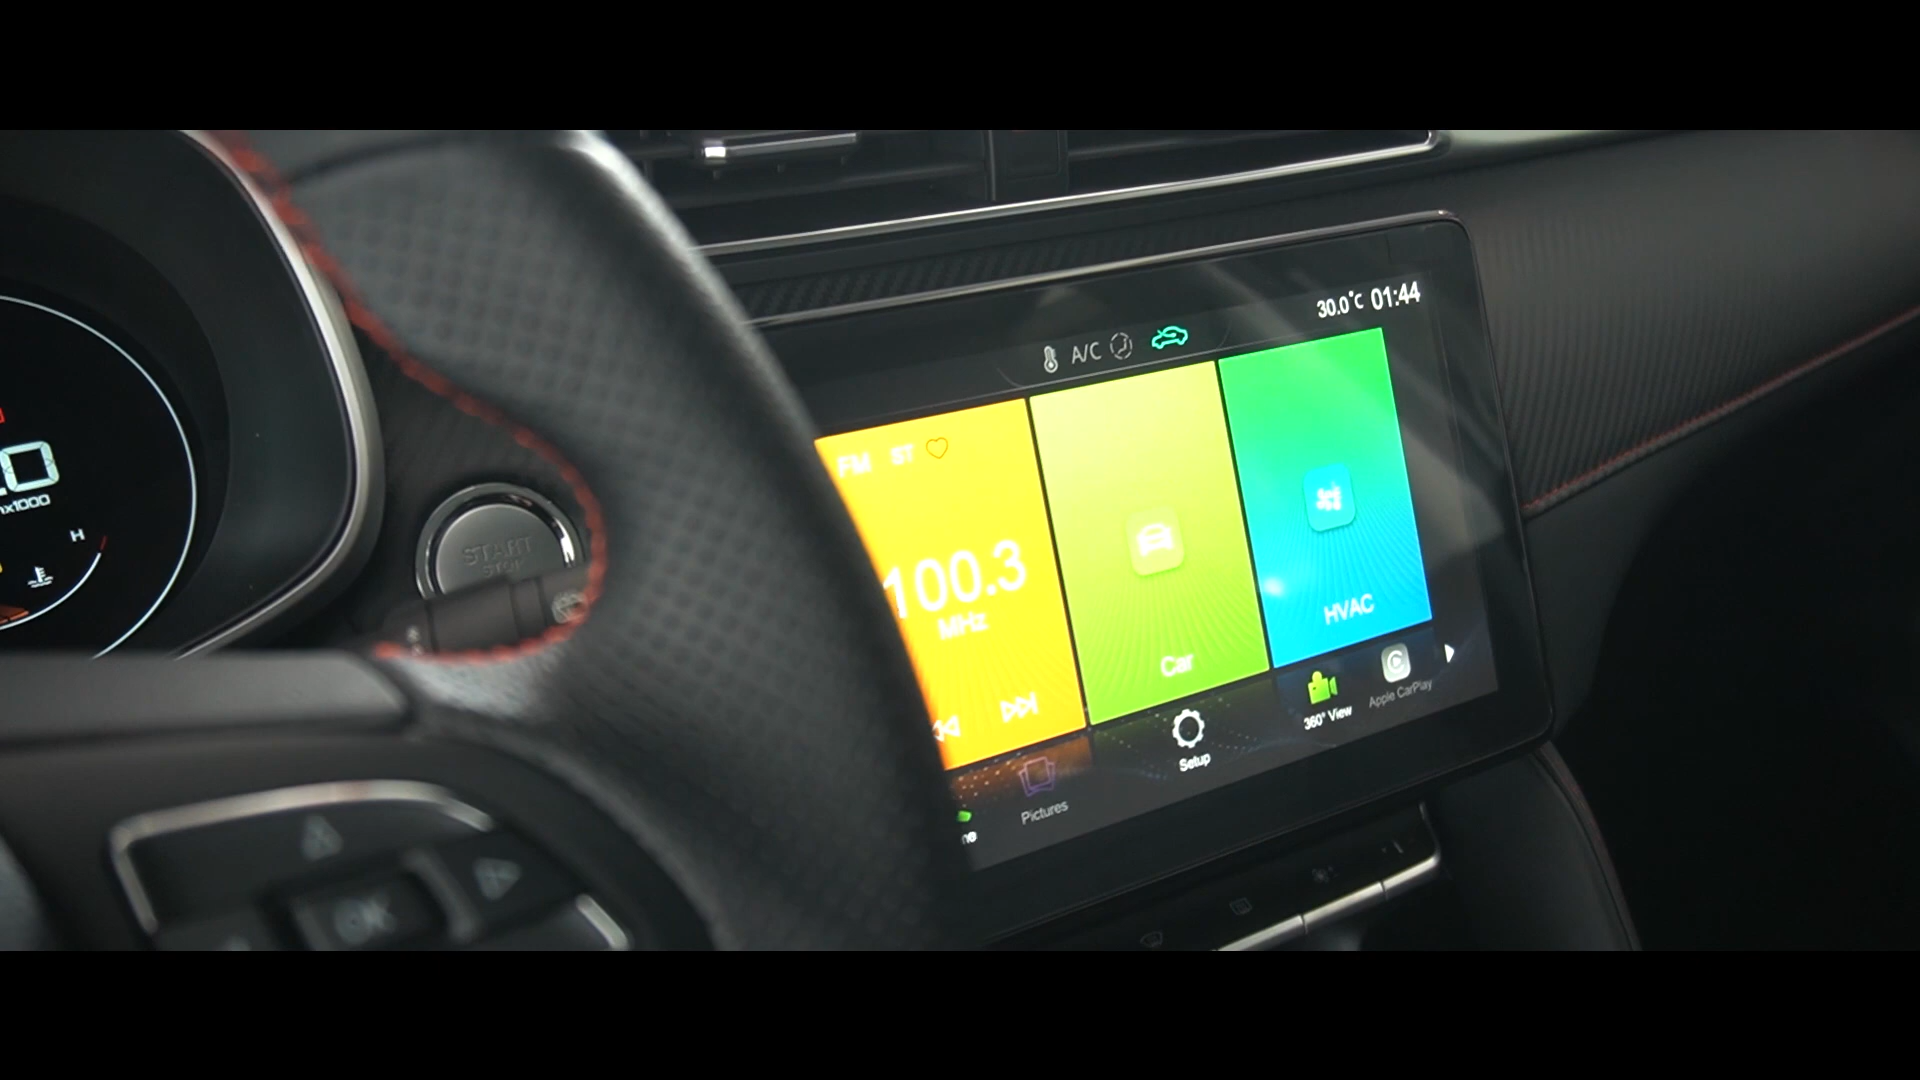 30.0°C 01:44
A/C
FM ST
100.3
MHz
Car
HVAC
Pictures
Setup
360° View
Apple CarPlay
START
STOP
x1000
H
OK